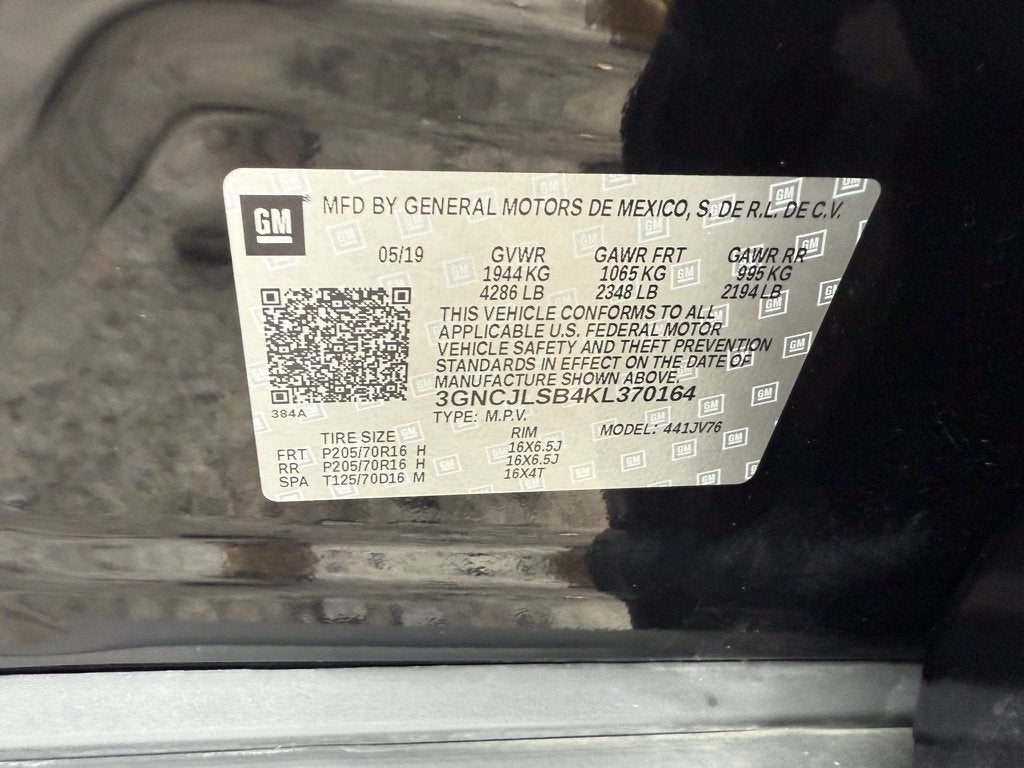 GM MFD BY GENERAL MOTORS DE MEXICO, S. DE R.L. DE C.V.
05/19 GVWR GAWR FRT GAWR RR
1944 KG 1065 KG 995 KG
4286 LB 2348 LB 2194 LB
THIS VEHICLE CONFORMS TO ALL
APPLICABLE U.S. FEDERAL MOTOR
VEHICLE SAFETY AND THEFT PREVENTION
STANDARDS IN EFFECT ON THE DATE OF
MANUFACTURE SHOWN ABOVE.
3GNCJLSB4KL370164
384A
TYPE: M.P.V. MODEL: 441JV76
TIRE SIZE RIM
FRT P205/70R16 H 16X6.5J
RR P205/70R16 H 16X6.5J
SPA T125/70D16 M 16X4T